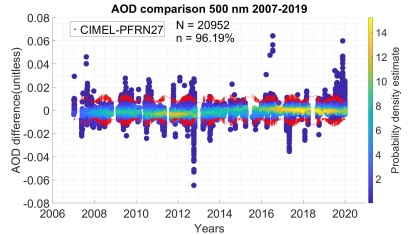 AOD comparison 500 nm 2007-2019
CIMEL-PFRN27
N = 20952
n = 96.19%
0.08
0.06
0.04
0.02
0
-0.02
-0.04
-0.06
-0.08
AOD difference(unitless)
2006 2008 2010 2012 2014 2016 2018 2020
Years
14
12
10
8
6
4
2
Probability density estimate